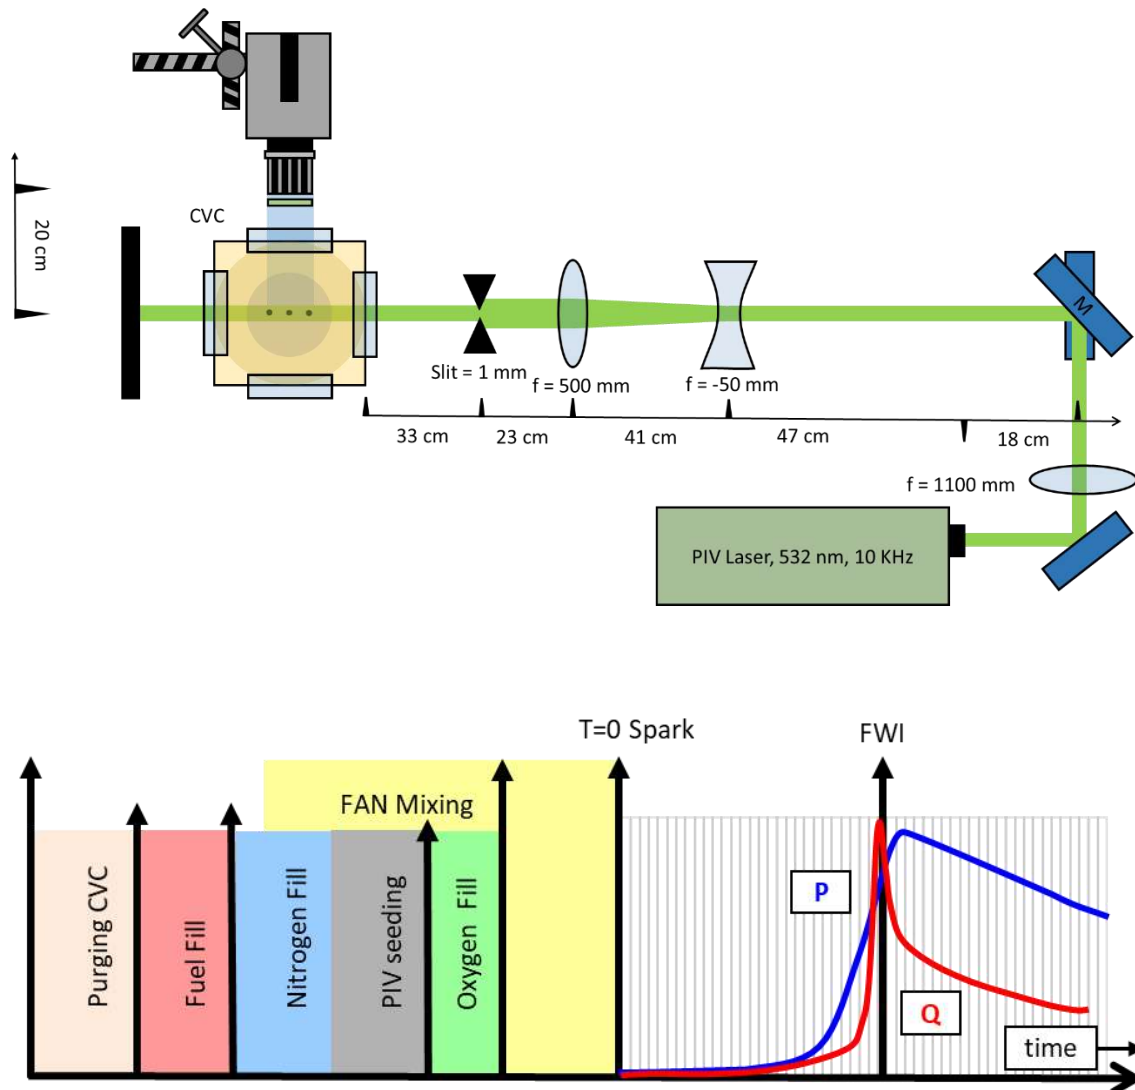 CVC
20 cm
M
Slit = 1 mm
f = 500 mm
f = -50 mm
33 cm
23 cm
41 cm
47 cm
18 cm
f = 1100 mm
PIV Laser, 532 nm, 10 KHz
T=0 Spark
FWI
FAN Mixing
Purging CVC
Fuel Fill
Nitrogen Fill
PIV seeding
Oxygen Fill
P
Q
time